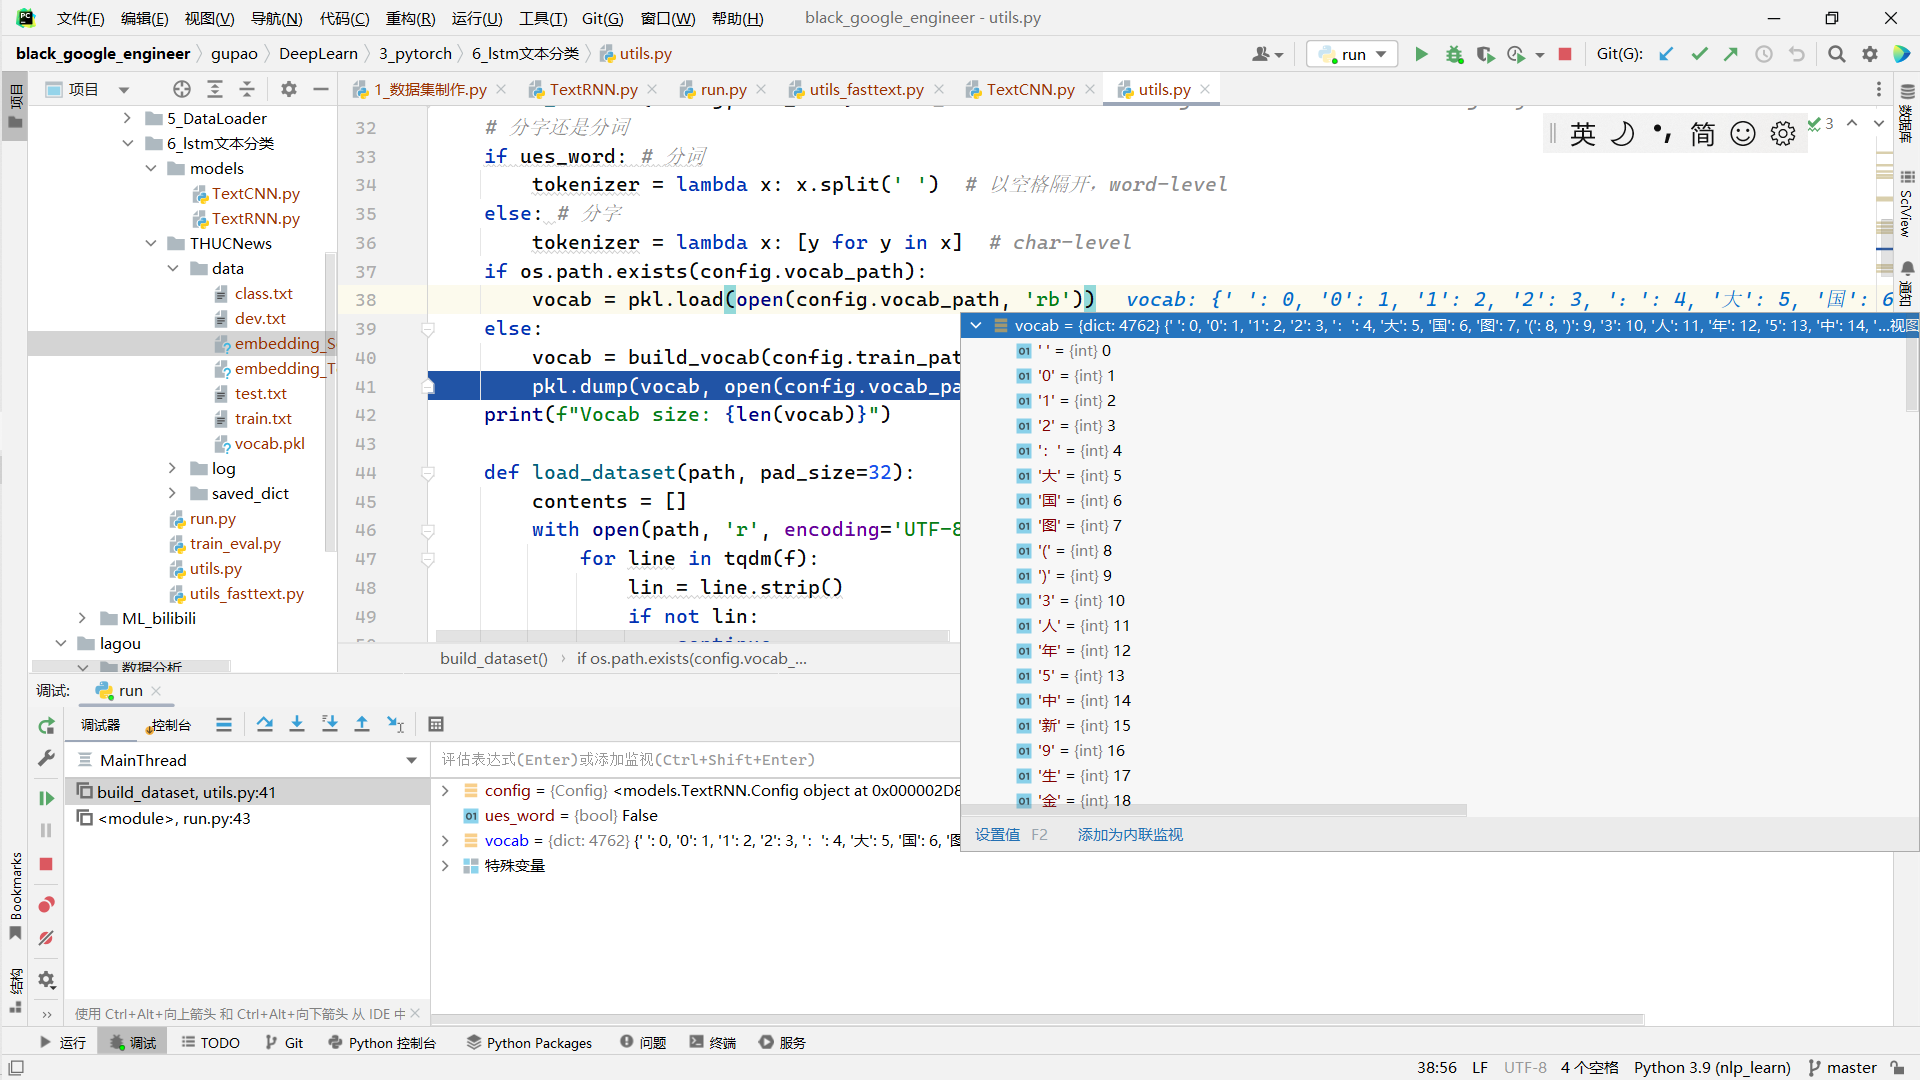 文件(F) 编辑(E) 视图(V) 导航(N) 代码(C) 重构(R) 运行(U) 工具(T) Git(G) 窗口(W) 帮助(H) black_google_engineer - utils.py
black_google_engineer gupao DeepLearn 3_pytorch 6_lstm文本分类 utils.py
run
Git(G):
项目
项目
1_数据集制作.py
TextRNN.py
run.py
utils_fasttext.py
TextCNN.py
utils.py
5_DataLoader
6_lstm文本分类
models
TextCNN.py
TextRNN.py
THUCNews
data
class.txt
dev.txt
embedding_S
embedding_T
test.txt
train.txt
vocab.pkl
log
saved_dict
run.py
train_eval.py
utils.py
utils_fasttext.py
ML_bilibili
lagou
数据分析
32 # 分字还是分词
33 if ues_word: # 分词
34 tokenizer = lambda x: x.split(' ') # 以空格隔开，word-level
35 else: # 分字
36 tokenizer = lambda x: [y for y in x] # char-level
37 if os.path.exists(config.vocab_path):
38 vocab = pkl.load(open(config.vocab_path, 'rb')) vocab: {' ': 0, '0': 1, '1': 2, '2': 3, '：': 4, '大': 5, '国': 6
39 else:
40 vocab = build_vocab(config.train_pat
41 pkl.dump(vocab, open(config.vocab_pa
42 print(f"Vocab size: {len(vocab)}")
43
44 def load_dataset(path, pad_size=32):
45 contents = []
46 with open(path, 'r', encoding='UTF-8
47 for line in tqdm(f):
48 lin = line.strip()
49 if not lin:
英 简
3
数据库
SciView
通知
build_dataset() if os.path.exists(config.vocab_...
vocab = {dict: 4762} {' ': 0, '0': 1, '1': 2, '2': 3, '：': 4, '大': 5, '国': 6, '图': 7, '(': 8, ')': 9, '3': 10, '人': 11, '年': 12, '5': 13, '中': 14, '...视图
' ' = {int} 0
'0' = {int} 1
'1' = {int} 2
'2' = {int} 3
'：' = {int} 4
'大' = {int} 5
'国' = {int} 6
'图' = {int} 7
'(' = {int} 8
')' = {int} 9
'3' = {int} 10
'人' = {int} 11
'年' = {int} 12
'5' = {int} 13
'中' = {int} 14
'新' = {int} 15
'9' = {int} 16
'生' = {int} 17
'金' = {int} 18
设置值 F2 添加为内联监视
调试: run
调试器 控制台
MainThread
build_dataset, utils.py:41
<module>, run.py:43
使用 Ctrl+Alt+向上箭头 和 Ctrl+Alt+向下箭头 从 IDE 中
评估表达式(Enter)或添加监视(Ctrl+Shift+Enter)
config = {Config} <models.TextRNN.Config object at 0x000002D8
ues_word = {bool} False
vocab = {dict: 4762} {' ': 0, '0': 1, '1': 2, '2': 3, '：': 4, '大': 5, '国': 6, '图
特殊变量
Bookmarks
结构
运行 调试 TODO Git Python 控制台 Python Packages 问题 终端 服务
38:56 LF UTF-8 4 个空格 Python 3.9 (nlp_learn) master